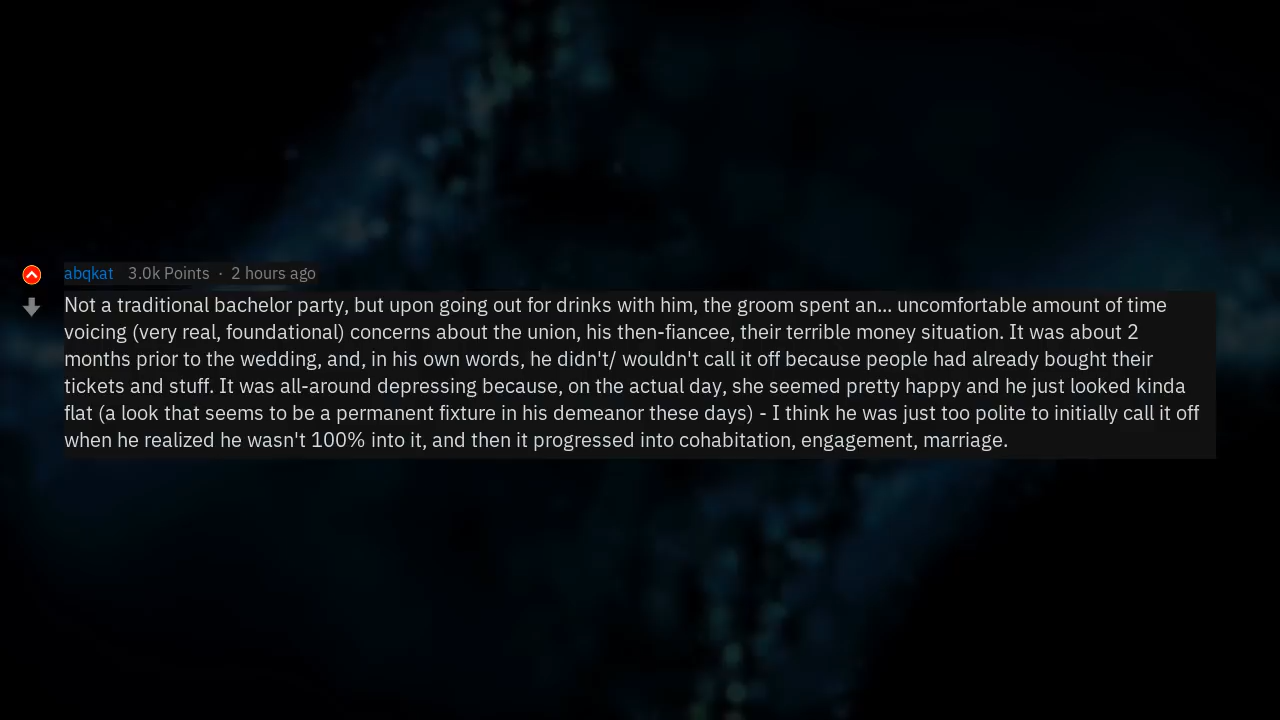 abqkat 3.0k Points · 2 hours ago
Not a traditional bachelor party, but upon going out for drinks with him, the groom spent an... uncomfortable amount of time
voicing (very real, foundational) concerns about the union, his then-fiancee, their terrible money situation. It was about 2
months prior to the wedding, and, in his own words, he didn't/ wouldn't call it off because people had already bought their
tickets and stuff. It was all-around depressing because, on the actual day, she seemed pretty happy and he just looked kinda
flat (a look that seems to be a permanent fixture in his demeanor these days) - I think he was just too polite to initially call it off
when he realized he wasn't 100% into it, and then it progressed into cohabitation, engagement, marriage.